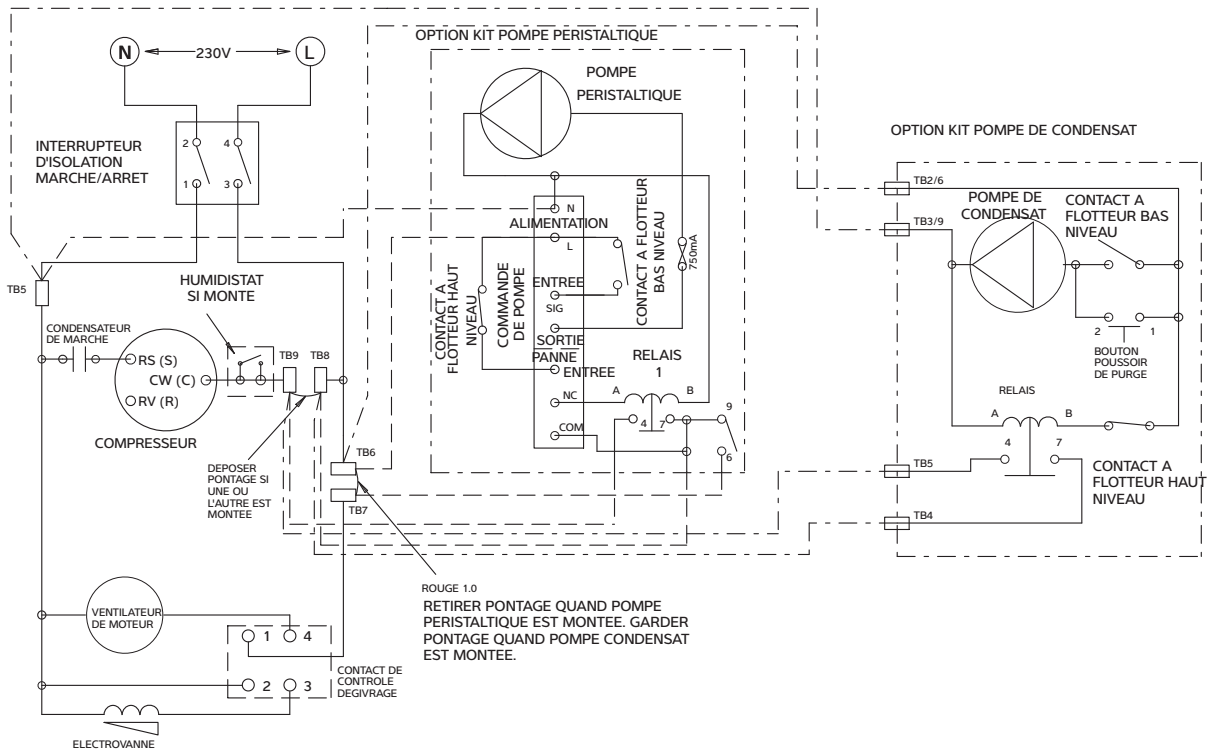 N
230V
L
INTERRUPTEUR
D'ISOLATION
MARCHE/ARRET
2
4
1
3
TB5
HUMIDISTAT
SI MONTE
CONDENSATEUR
DE MARCHE
RS (S)
CW (C)
RV (R)
COMPRESSEUR
TB9
TB8
DEPOSER
PONTAGE SI
UNE OU
L'AUTRE EST
MONTEE
TB6
TB7
ROUGE 1.0
RETIRER PONTAGE QUAND POMPE
PERISTALTIQUE EST MONTEE. GARDER
PONTAGE QUAND POMPE CONDENSAT
EST MONTEE.
VENTILATEUR
DE MOTEUR
1
4
2
3
CONTACT DE
CONTROLE
DEGIVRAGE
ELECTROVANNE
OPTION KIT POMPE PERISTALTIQUE
POMPE
PERISTALTIQUE
N
ALIMENTATION
L
ENTREE
SIG
SORTIE
PANNE
ENTREE
NC
COM
CONTACT A
FLOTTEUR HAUT
NIVEAU
COMMANDE
DE POMPE
CONTACT A FLOTTEUR
BAS NIVEAU
750mA
RELAIS
1
A
B
4
7
9
6
OPTION KIT POMPE DE CONDENSAT
TB2/6
TB3/9
POMPE DE
CONDENSAT
CONTACT A
FLOTTEUR BAS
NIVEAU
2
1
BOUTON
POUSSOIR
DE PURGE
RELAIS
A
B
4
7
TB5
TB4
CONTACT A
FLOTTEUR HAUT
NIVEAU